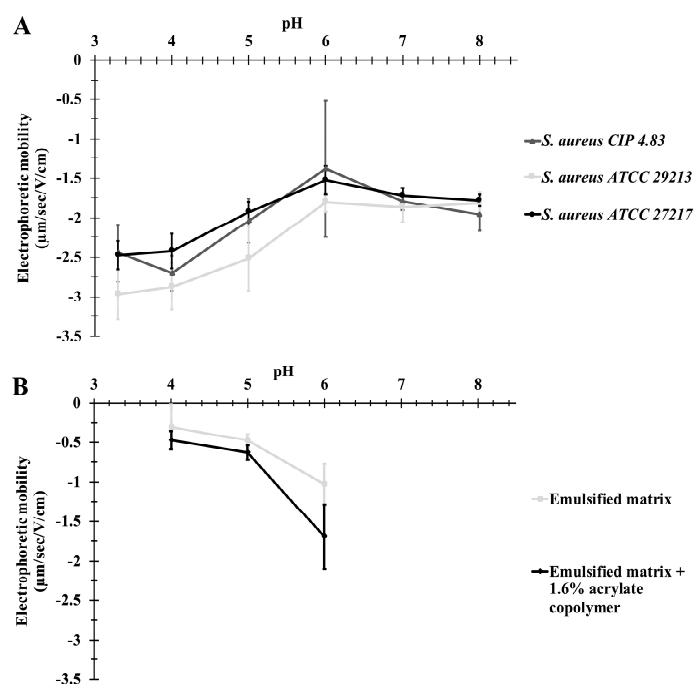 A
pH
3 4 5 6 7 8
0
-0.5
-1
-1.5
-2
-2.5
-3
-3.5
Electrophoretic mobility
(µm/sec/V/cm)
S. aureus CIP 4.83
S. aureus ATCC 29213
S. aureus ATCC 27217
B
pH
3 4 5 6 7 8
0
-0.5
-1
-1.5
-2
-2.5
-3
-3.5
Electrophoretic mobility
(µm/sec/V/cm)
Emulsified matrix
Emulsified matrix +
1.6% acrylate
copolymer